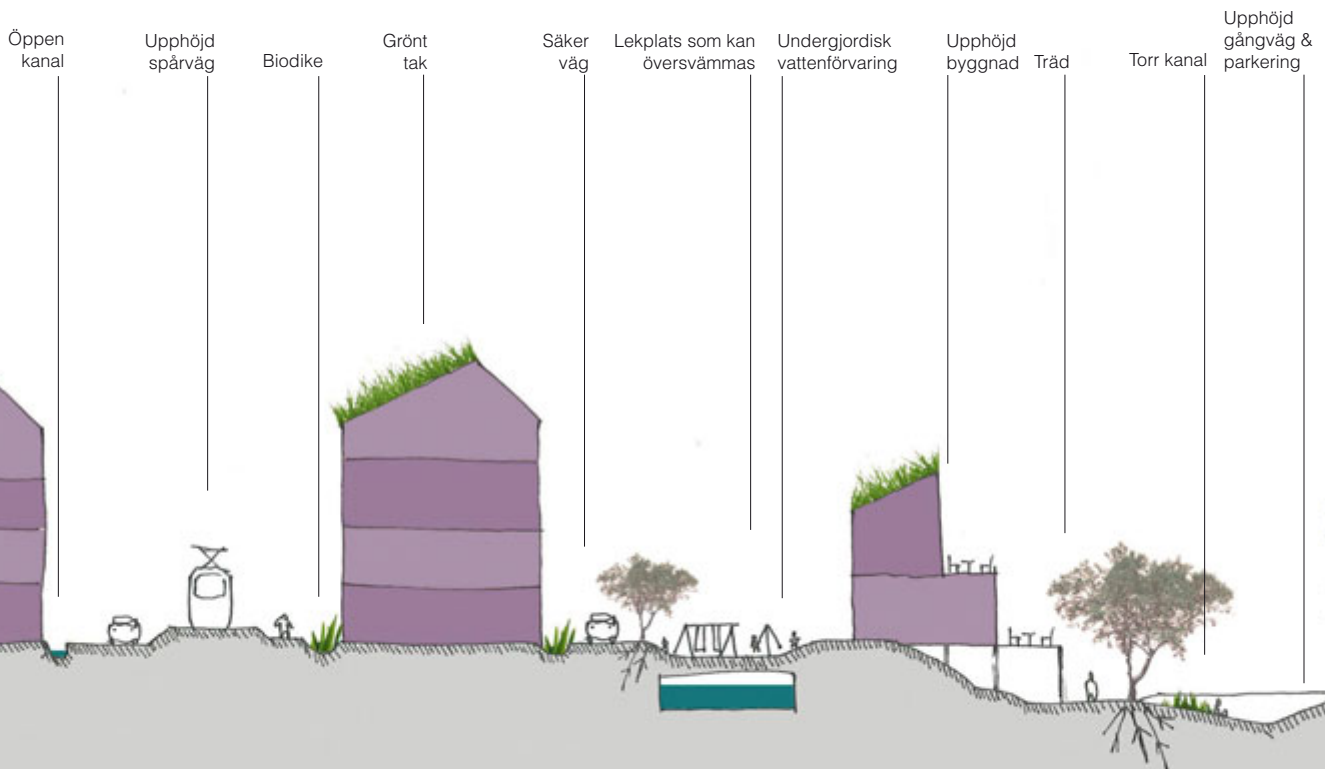 Öppen
kanal
Upphöjd
spårväg
Biodike
Grönt
tak
Säker
väg
Lekplats som kan
översvämmas
Undergjordisk
vattenförvaring
Upphöjd
byggnad
Träd
Torr kanal
Upphöjd
gångväg &
parkering